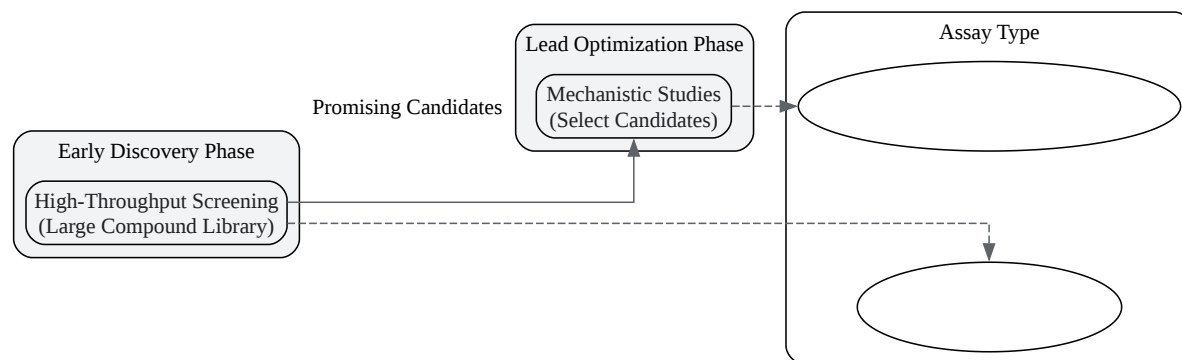 Assay Type
Lead Optimization Phase
Mechanistic Studies
(Select Candidates)
Promising Candidates
Early Discovery Phase
High-Throughput Screening
(Large Compound Library)